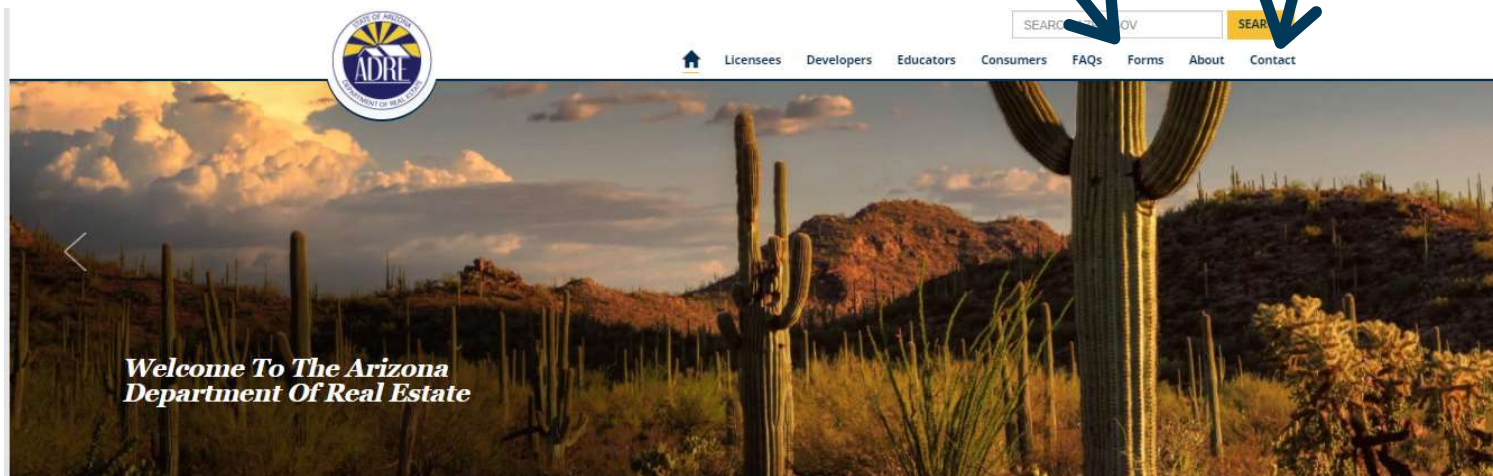 STATE OF ARIZONA
ADRE
DEPARTMENT OF REAL ESTATE
Licensees Developers Educators Consumers FAQs Forms About Contact
Welcome To The Arizona
Department Of Real Estate